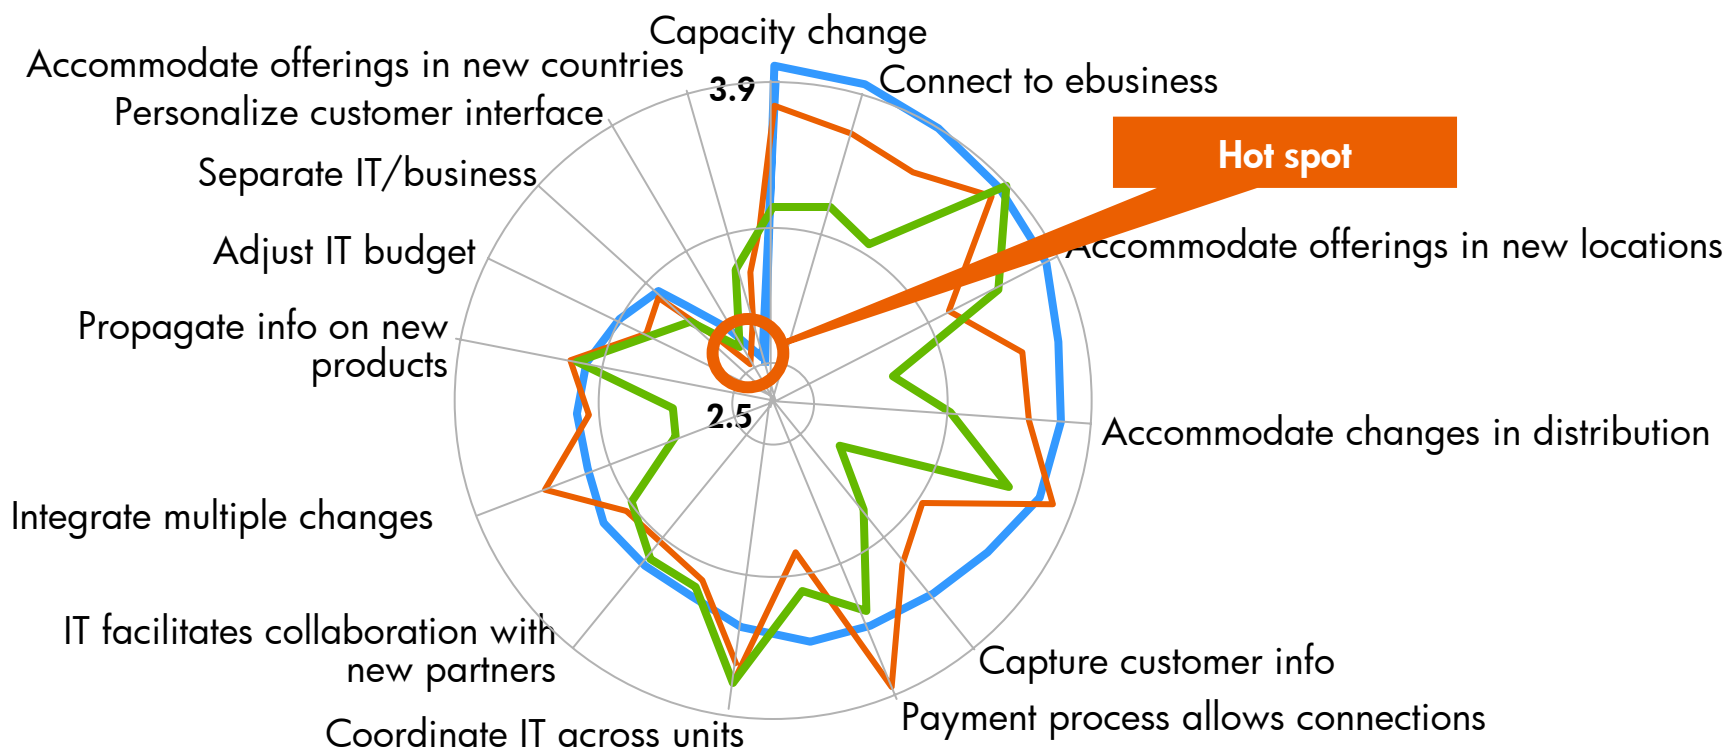 Capacity change
Accommodate offerings in new countries
3.9
Connect to ebusiness
Personalize customer interface
Hot spot
Separate IT/business
Adjust IT budget
Accommodate offerings in new locations
Propagate info on new
products
2.5
Accommodate changes in distribution
Integrate multiple changes
IT facilitates collaboration with
new partners
Capture customer info
Payment process allows connections
Coordinate IT across units